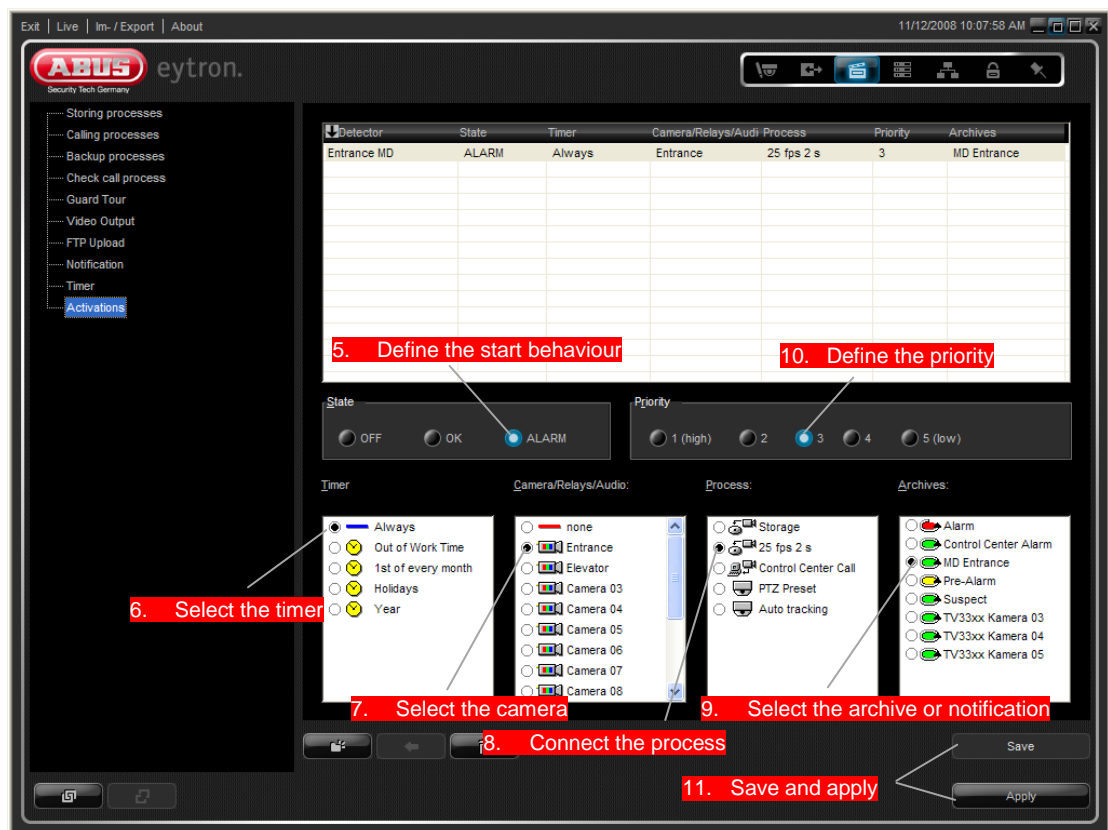 Exit | Live | Im- / Export | About
11/12/2008 10:07:58 AM
ABUS eytron.
Security Tech Germany
Storing processes
Calling processes
Backup processes
Check call process
Guard Tour
Video Output
FTP Upload
Notification
Timer
Activations
Detector State Timer Camera/Relays/Audi Process Priority Archives
Entrance MD ALARM Always Entrance 25 fps 2 s 3 MD Entrance
5. Define the start behaviour
10. Define the priority
State
OFF OK ALARM
Priority
1 (high) 2 3 4 5 (low)
Timer
Always
Out of Work Time
1st of every month
Holidays
Year
6. Select the timer
Camera/Relays/Audio:
none
Entrance
Elevator
Camera 03
Camera 04
Camera 05
Camera 06
Camera 07
Camera 08
7. Select the camera
Process:
Storage
25 fps 2 s
Control Center Call
PTZ Preset
Auto tracking
8. Connect the process
Archives:
Alarm
Control Center Alarm
MD Entrance
Pre-Alarm
Suspect
TV33xx Kamera 03
TV33xx Kamera 04
TV33xx Kamera 05
9. Select the archive or notification
11. Save and apply
Save
Apply